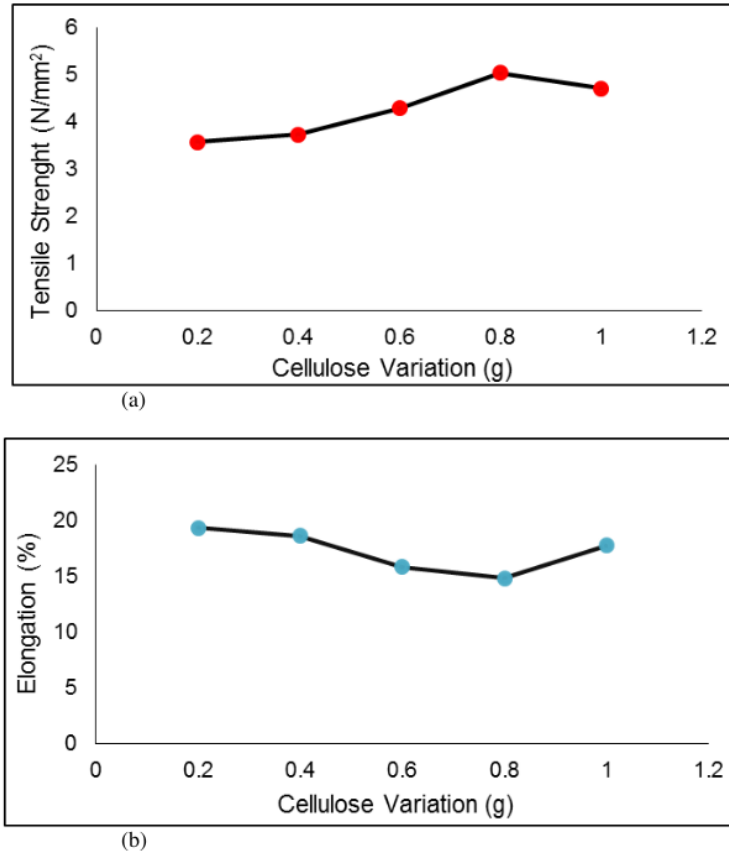 6
5
4
3
2
1
0
Tensile Strenght (N/mm²)
0 0.2 0.4 0.6 0.8 1 1.2
Cellulose Variation (g)
(a)
25
20
15
10
5
0
Elongation (%)
0 0.2 0.4 0.6 0.8 1 1.2
Cellulose Variation (g)
(b)